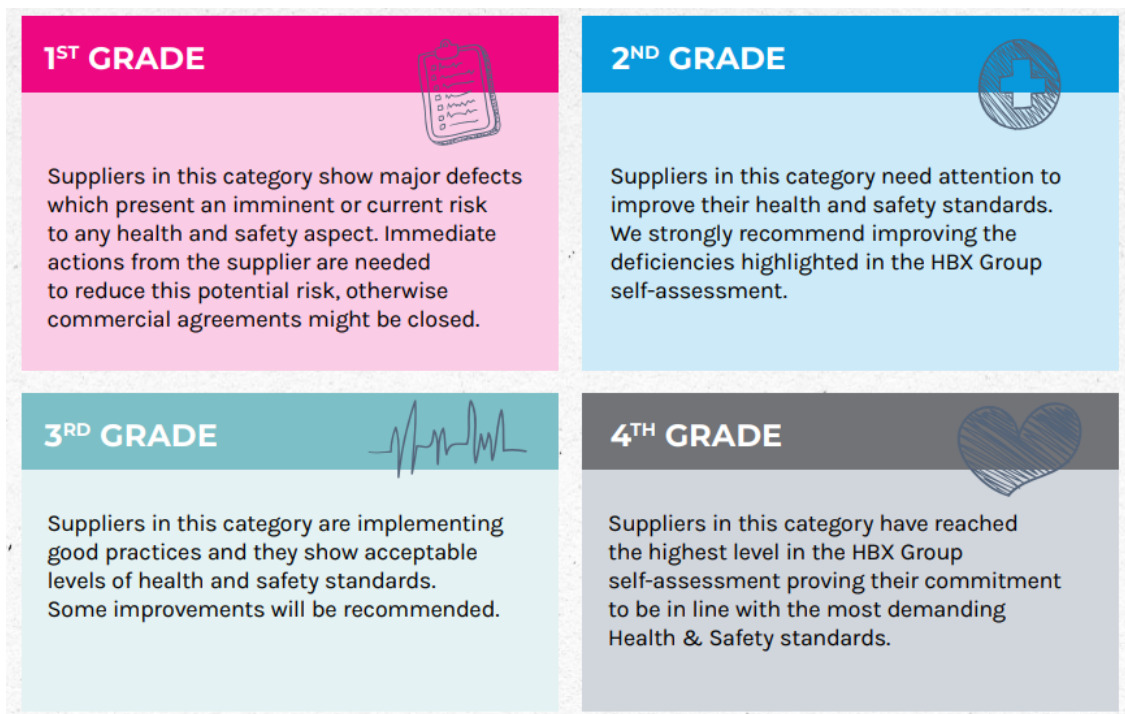 1ST GRADE
Suppliers in this category show major defects
which present an imminent or current risk
to any health and safety aspect. Immediate
actions from the supplier are needed
to reduce this potential risk, otherwise
commercial agreements might be closed.
2ND GRADE
Suppliers in this category need attention to
improve their health and safety standards.
We strongly recommend improving the
deficiencies highlighted in the HBX Group
self-assessment.
3RD GRADE
Suppliers in this category are implementing
good practices and they show acceptable
levels of health and safety standards.
Some improvements will be recommended.
4TH GRADE
Suppliers in this category have reached
the highest level in the HBX Group
self-assessment proving their commitment
to be in line with the most demanding
Health & Safety standards.